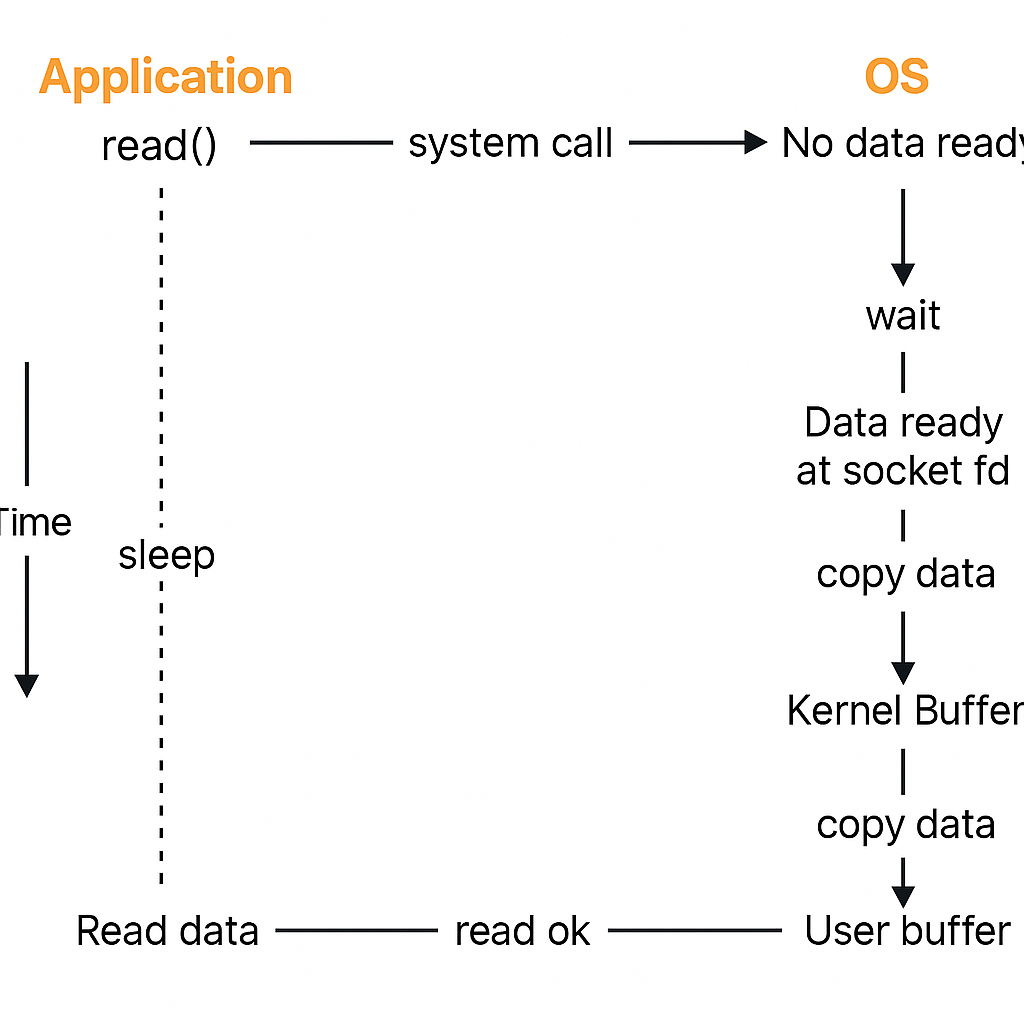 Application
OS
read()
system call
No data ready
wait
Data ready
at socket fd
Time
sleep
copy data
Kernel Buffer
copy data
Read data
read ok
User buffer